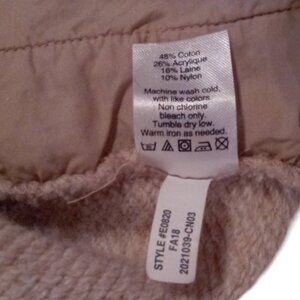 48% Coton
26% Acrylique
16% Laine
10% Nylon
Machine wash cold,
with like colors.
Non chlorine
bleach only.
Tumble dry low.
Warm iron as needed.
STYLE #E0820
FA18
2021039-CN03